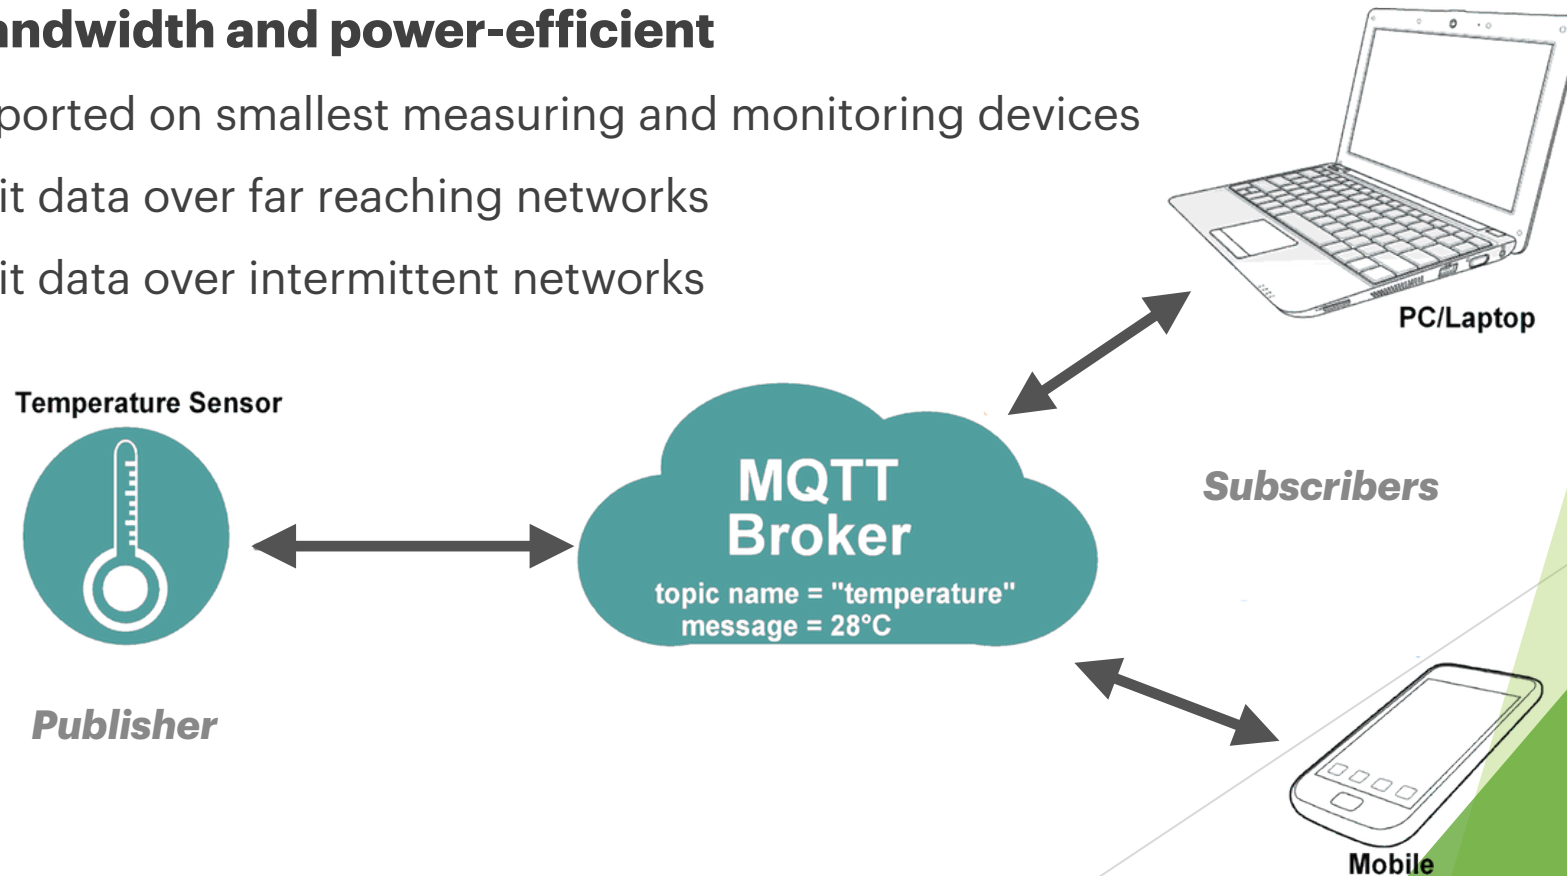 andwidth and power-efficient
ported on smallest measuring and monitoring devices
it data over far reaching networks
it data over intermittent networks
PC/Laptop
Temperature Sensor
MQTT
Broker
topic name = "temperature"
message = 28°C
Subscribers
Publisher
Mobile